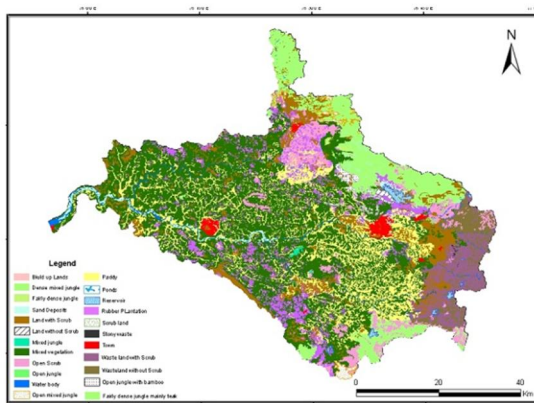 N
Legend
Build up Lands
Dense mixed jungle
Fairly dense jungle
Sand Deposits
Land with Scrub
Land without Scrub
Mixed jungle
Mixed vegetation
Open Scrub
Open jungle
Water body
Open mixed jungle
Paddy
Ponds
Reservoir
Rubber PLantation
Scrub land
Stony waste
Town
Waste land with Scrub
Wasteland without Scrub
Open jungle with bamboo
Fairly dense jungle mainly teak
0 20 40
Km